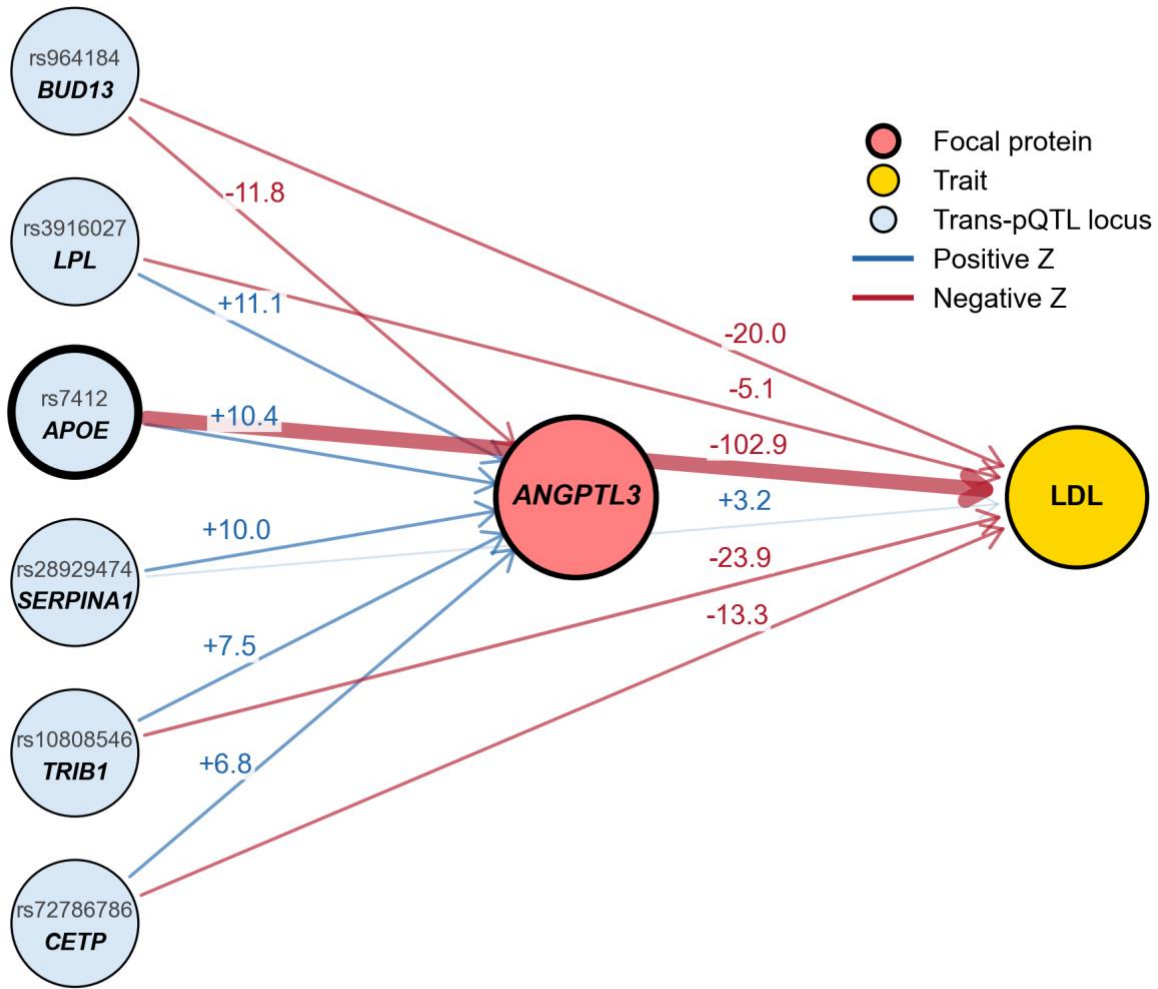 rs964184
BUD13
rs3916027
LPL
rs7412
APOE
rs28929474
SERPINA1
rs10808546
TRIB1
rs72786786
CETP
-11.8
+11.1
+10.4
+10.0
+7.5
+6.8
ANGPTL3
-20.0
-5.1
-102.9
+3.2
-23.9
-13.3
LDL
Focal protein
Trait
Trans-pQTL locus
Positive Z
Negative Z